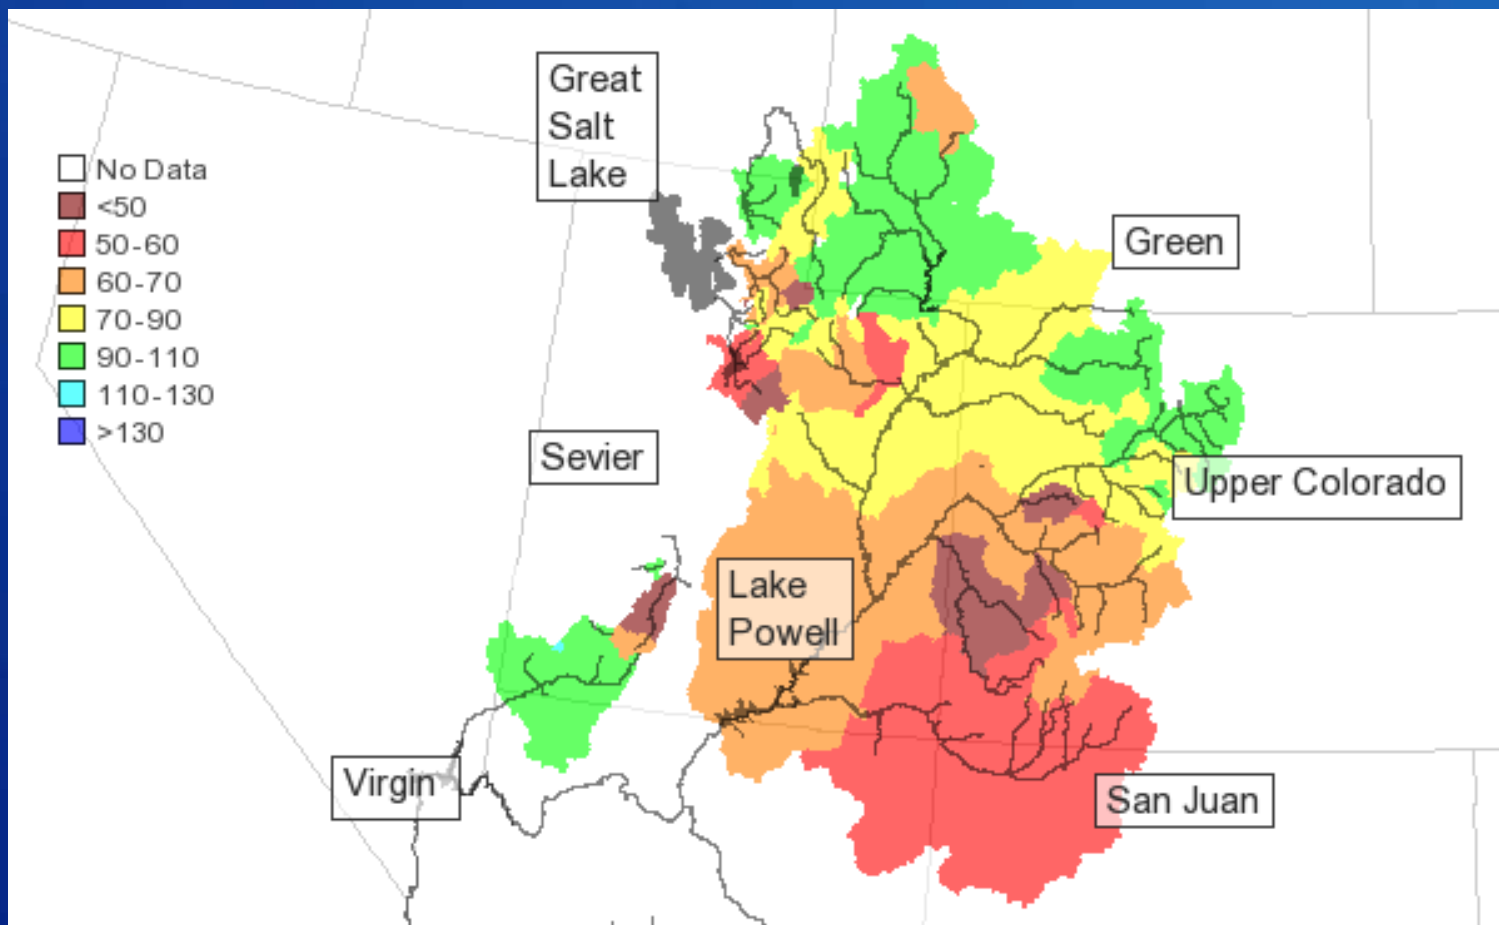 Great
Salt
Lake
No Data
<50
50-60
60-70
70-90
90-110
110-130
>130
Green
Sevier
Upper Colorado
Lake
Powell
Virgin
San Juan